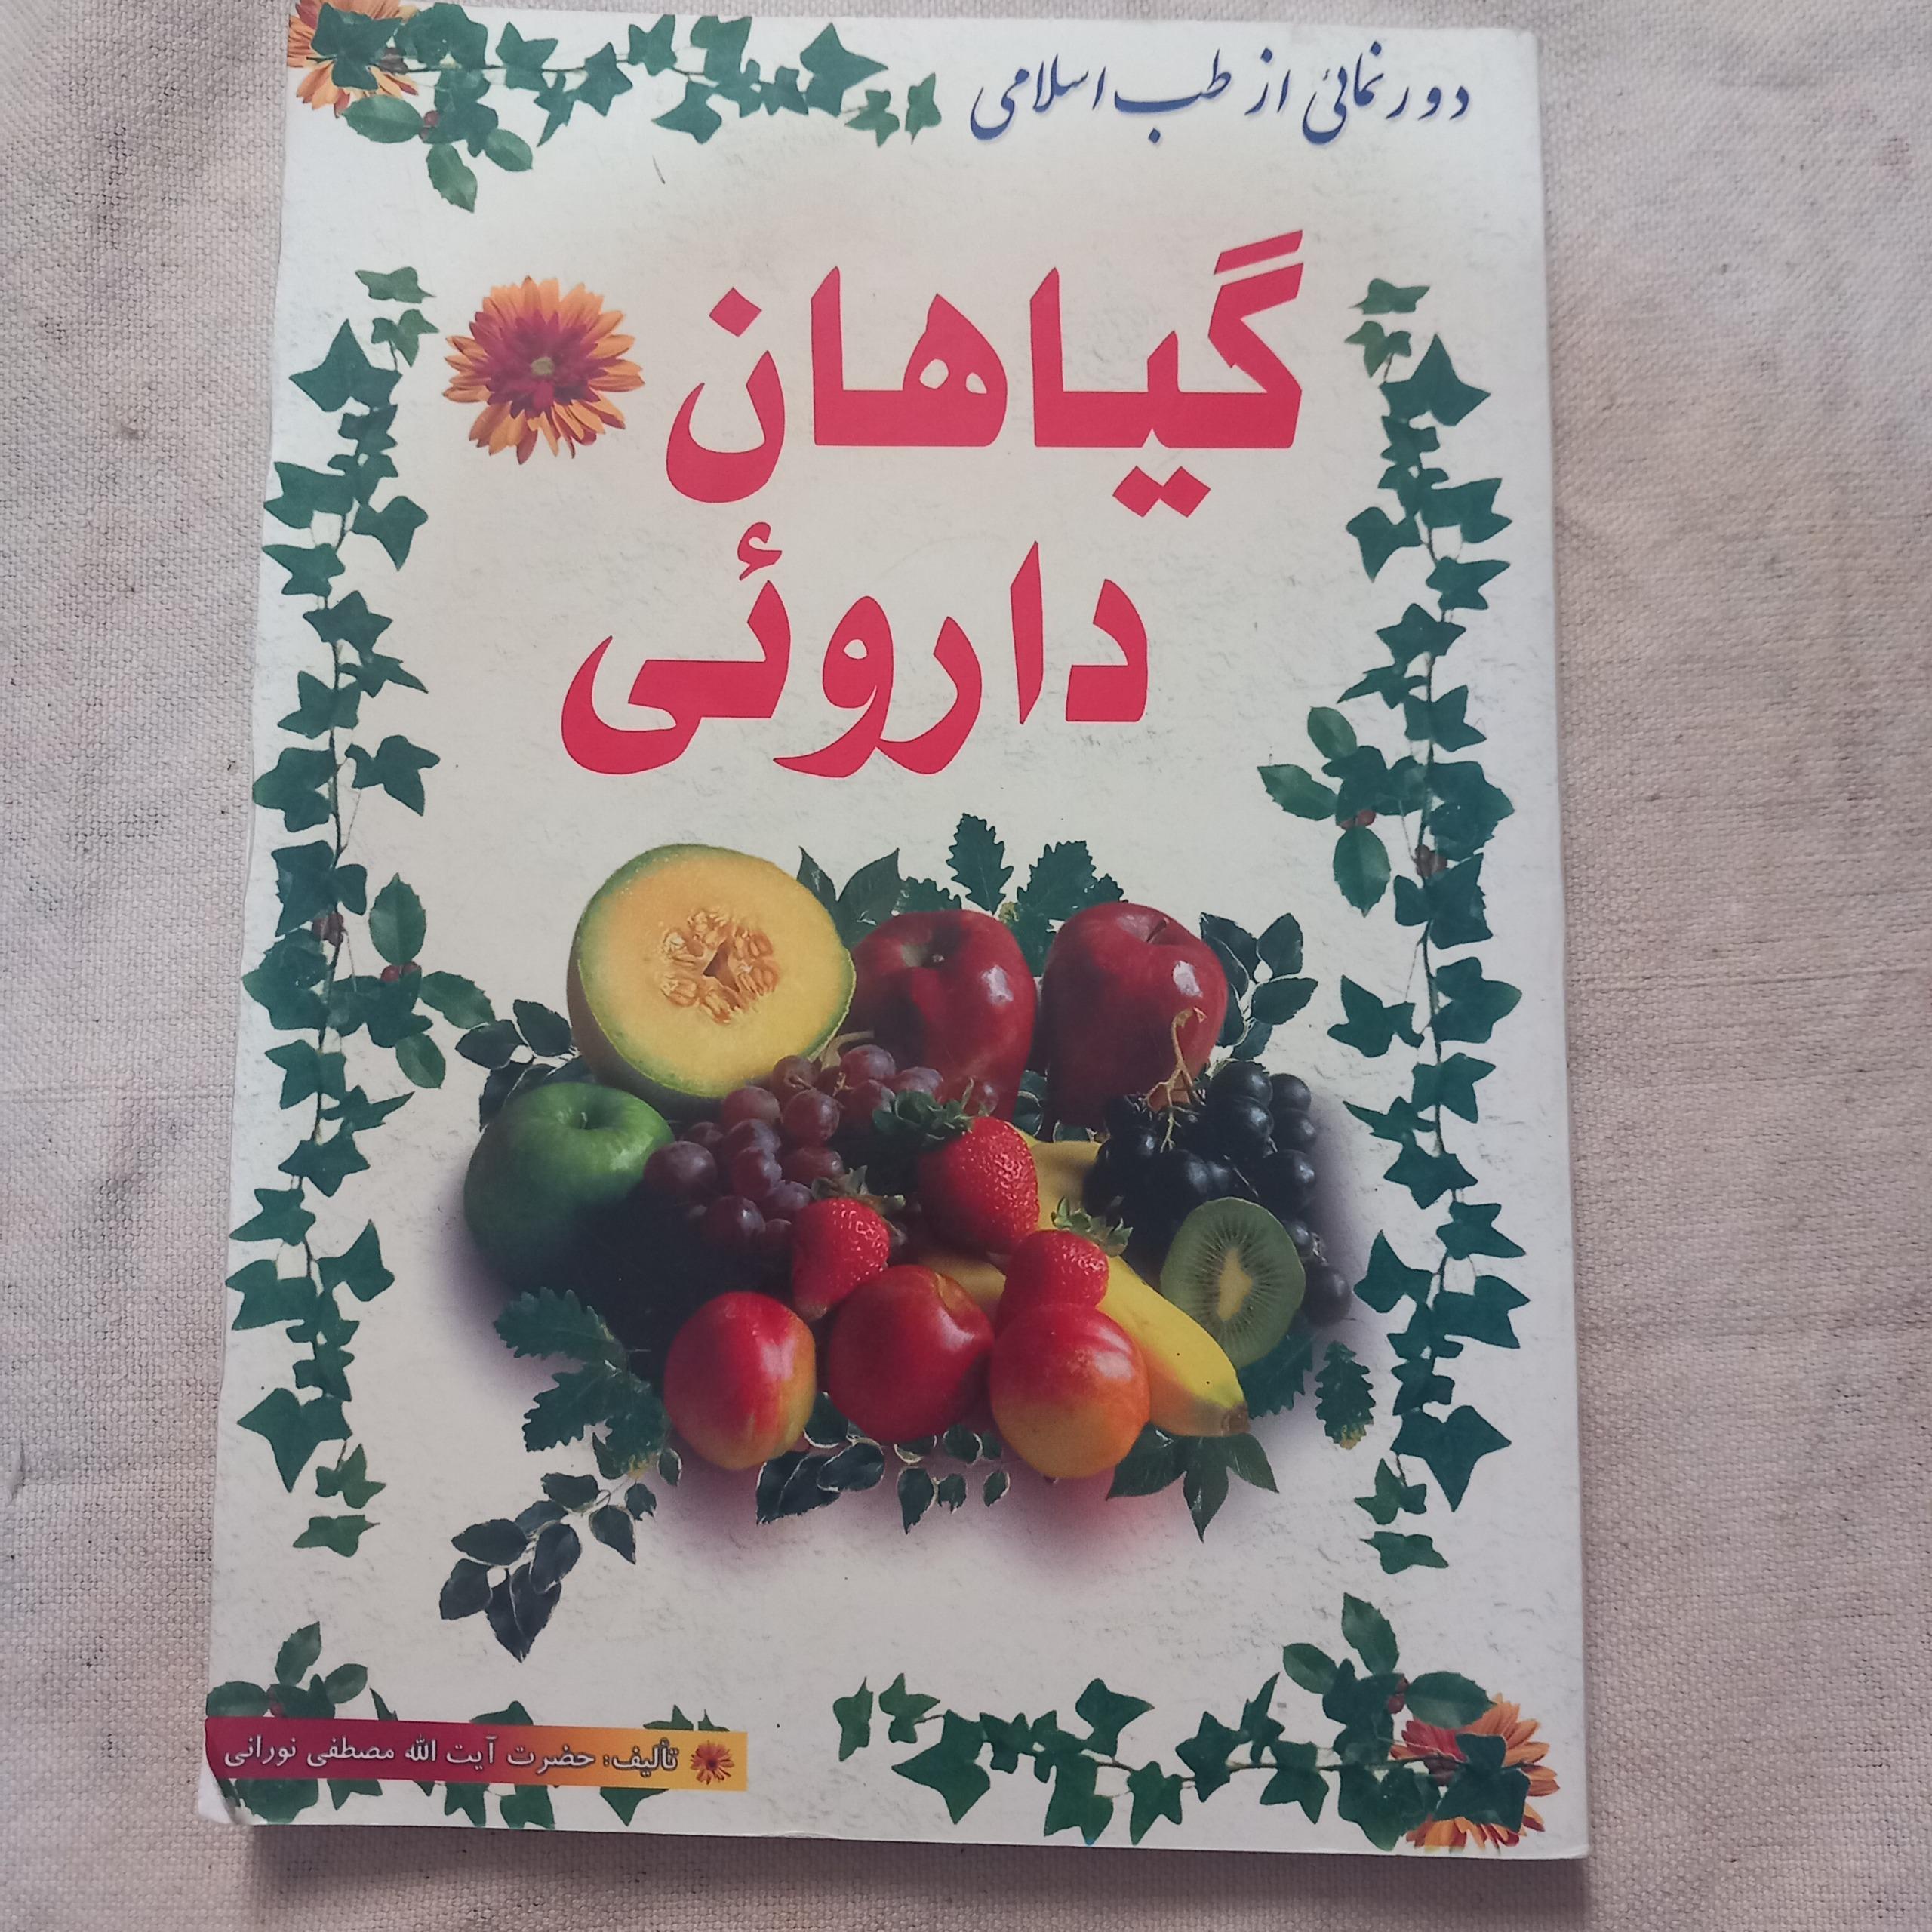 دورنمائی از طب اسلامی
گیاهان
داروئی
تألیف: حضرت آیت الله مصطفی نورانی